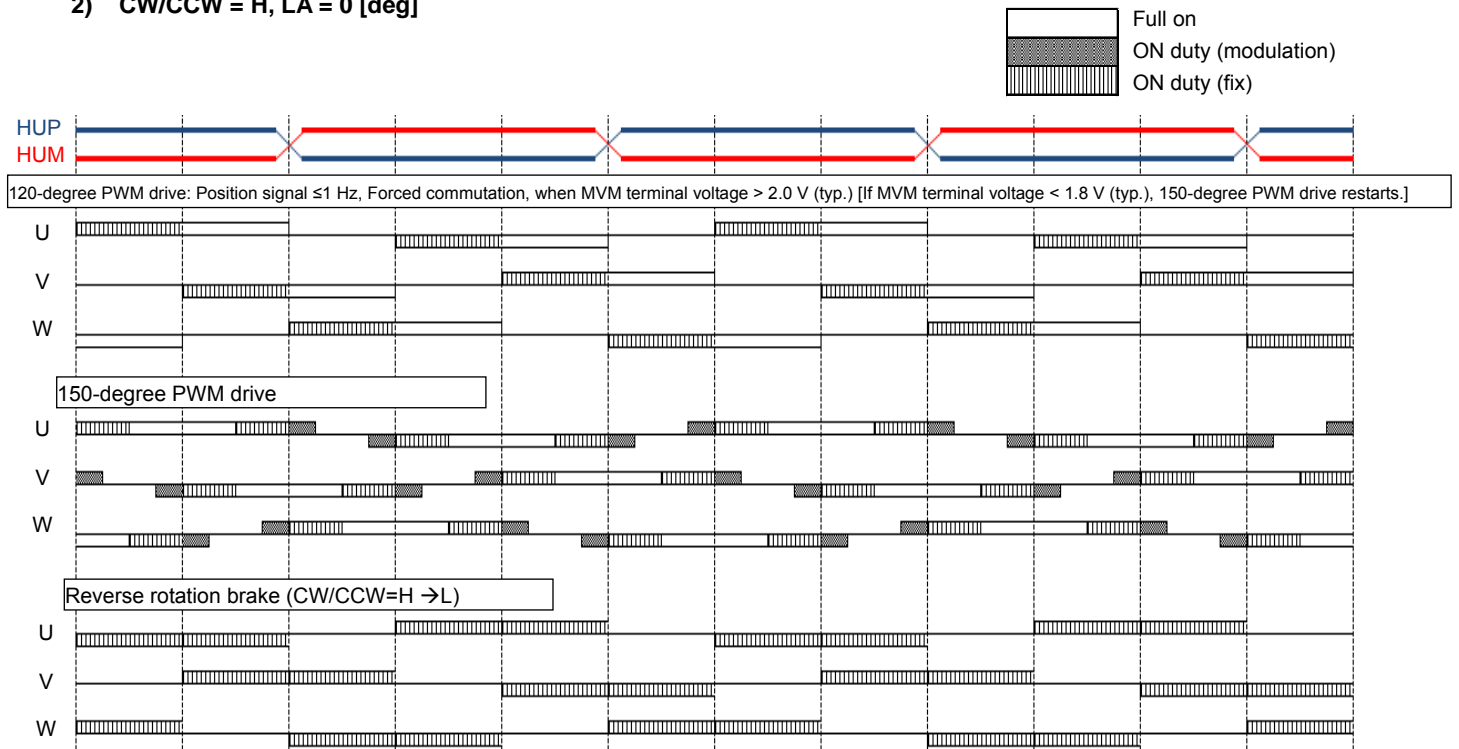 2) CW/CCW = H, LA = 0 [deg]
Full on
ON duty (modulation)
ON duty (fix)
HUP
HUM
120-degree PWM drive: Position signal ≤1 Hz, Forced commutation, when MVM terminal voltage > 2.0 V (typ.) [If MVM terminal voltage < 1.8 V (typ.), 150-degree PWM drive restarts.]
U
V
W
150-degree PWM drive
U
V
W
Reverse rotation brake (CW/CCW=H →L)
U
V
W